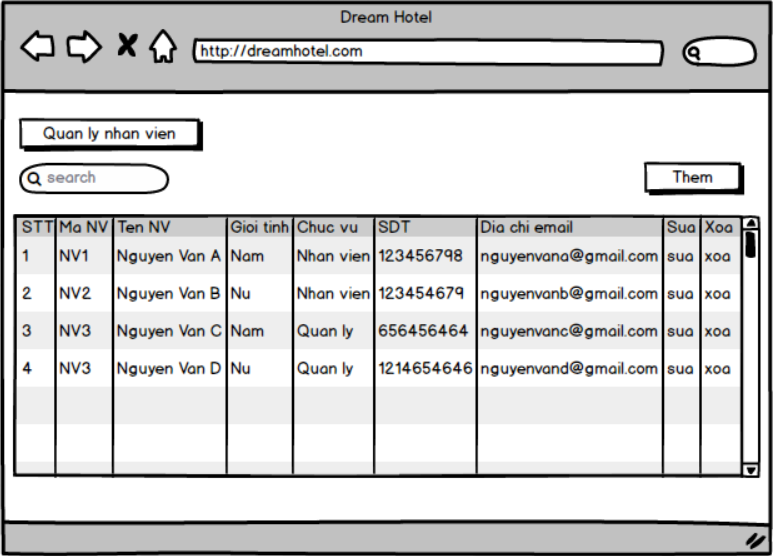 Dream Hotel
http://dreamhotel.com
Quan ly nhan vien
search
Them
STT Ma NV Ten NV Gioi tinh Chuc vu SDT Dia chi email Sua Xoa
1 NV1 Nguyen Van A Nam Nhan vien 123456798 nguyenvana@gmail.com sua xoa
2 NV2 Nguyen Van B Nu Nhan vien 123454679 nguyenvanb@gmail.com sua xoa
3 NV3 Nguyen Van C Nam Quan ly 656456464 nguyenvanc@gmail.com sua xoa
4 NV3 Nguyen Van D Nu Quan ly 1214654646 nguyenvand@gmail.com sua xoa